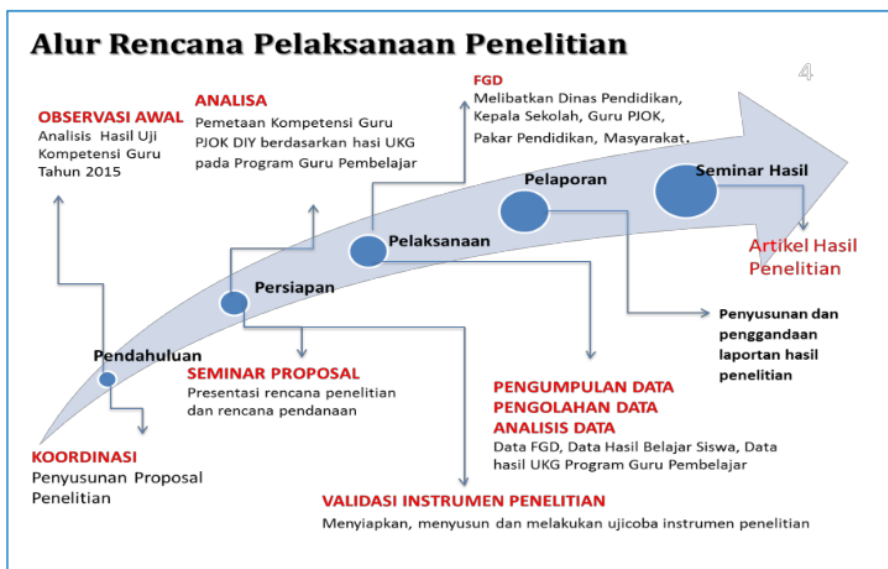 Alur Rencana Pelaksanaan Penelitian
4
OBSERVASI AWAL
Analisis Hasil Uji
Kompetensi Guru
Tahun 2015
ANALISA
Pemetaan Kompetensi Guru
PJOK DIY berdasarkan hasi UKG
pada Program Guru Pembelajar
FGD
Melibatkan Dinas Pendidikan,
Kepala Sekolah, Guru PJOK,
Pakar Pendidikan, Masyarakat.
Pendahuluan
Persiapan
Pelaksanaan
Pelaporan
Seminar Hasil
Artikel Hasil
Penelitian
Penyusunan dan
penggandaan
laportan hasil
penelitian
SEMINAR PROPOSAL
Presentasi rencana penelitian
dan rencana pendanaan
PENGUMPULAN DATA
PENGOLAHAN DATA
ANALISIS DATA
Data FGD, Data Hasil Belajar Siswa, Data
hasil UKG Program Guru Pembelajar
KOORDINASI
Penyusunan Proposal
Penelitian
VALIDASI INSTRUMEN PENELITIAN
Menyiapkan, menyusun dan melakukan ujicoba instrumen penelitian